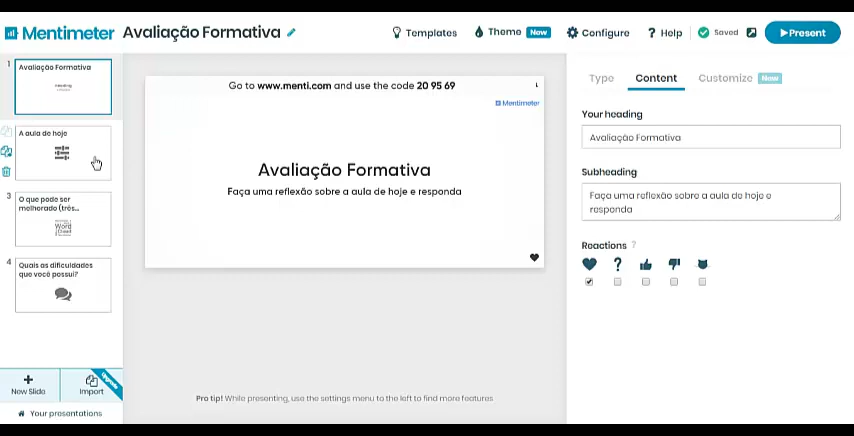 Mentimeter Avaliação Formativa
Templates Theme New Configure ? Help Saved Present
1 Avaliação Formativa
A aula de hoje
3 O que pode ser
melhorado (três...
Word
4 Quais as dificuldades
que você possui?
+ New Slide Import Upgrade
Your presentations
Go to www.menti.com and use the code 20 95 69
Mentimeter
Avaliação Formativa
Faça uma reflexão sobre a aula de hoje e responda
Pro tip! While presenting, use the settings menu to the left to find more features
Type Content Customize New
Your heading
Avaliação Formativa
Subheading
Faça uma reflexão sobre a aula de hoje e
responda
Reactions ?
?